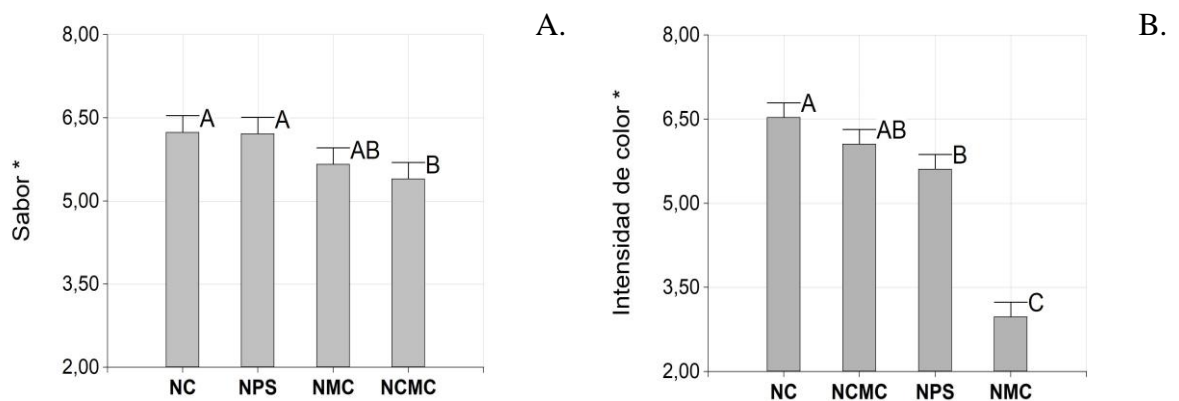 A.
Sabor *
8,00
6,50
5,00
3,50
2,00
A
A
AB
B
NC NPS NMC NCMC
B.
Intensidad de color *
8,00
6,50
5,00
3,50
2,00
A
AB
B
C
NC NCMC NPS NMC